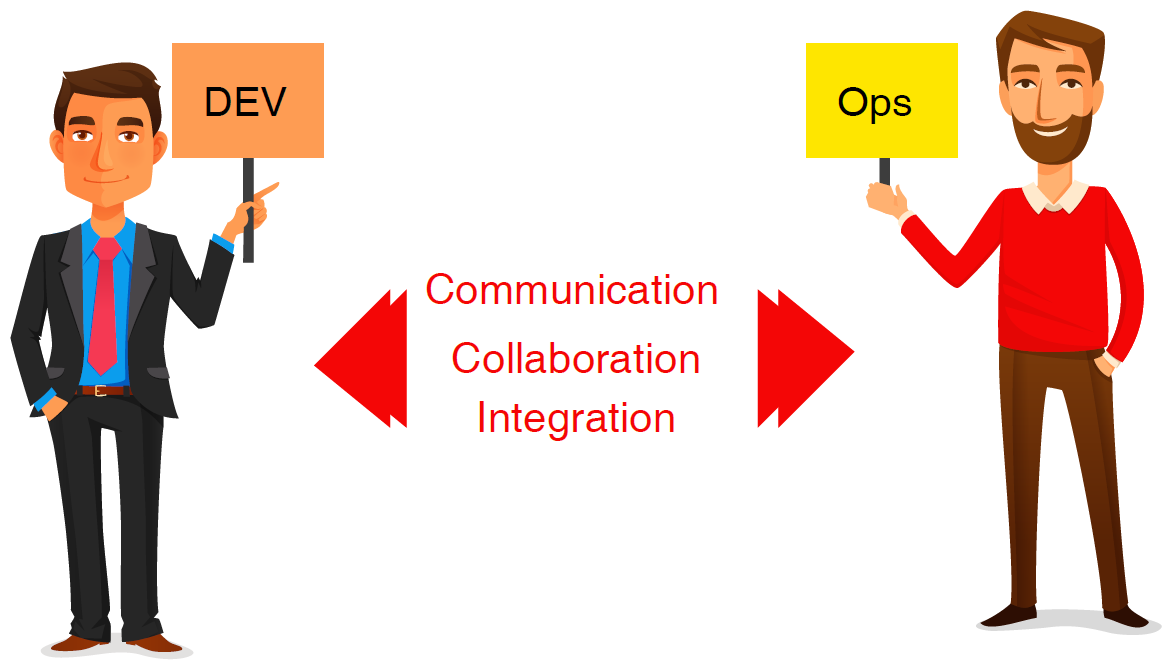 DEV
Ops
Communication
Collaboration
Integration